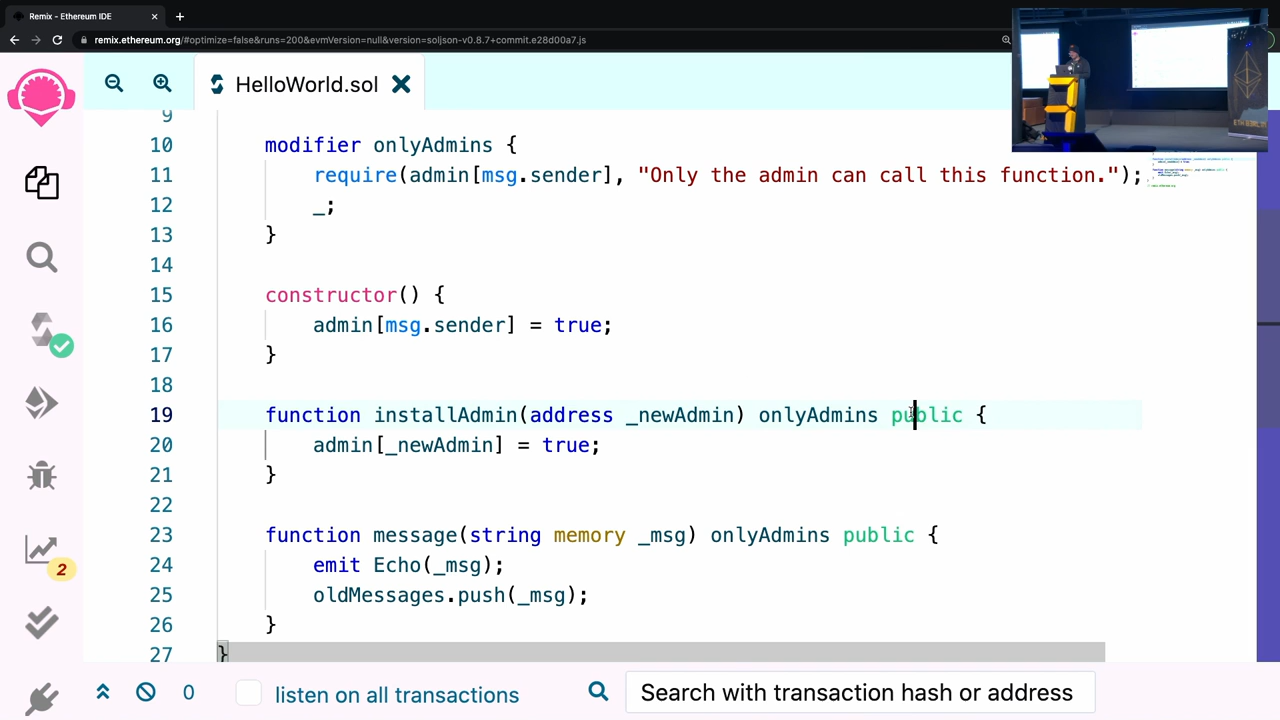 Remix - Ethereum IDE
remix.ethereum.org/#optimize=false&runs=200&evmVersion=null&version=soljson-v0.8.7+commit.e28d00a7.js
HelloWorld.sol
9
10 modifier onlyAdmins {
11 require(admin[msg.sender], "Only the admin can call this function.");
12 _;
13 }
14
15 constructor() {
16 admin[msg.sender] = true;
17 }
18
19 function installAdmin(address _newAdmin) onlyAdmins public {
20 admin[_newAdmin] = true;
21 }
22
23 function message(string memory _msg) onlyAdmins public {
24 emit Echo(_msg);
25 oldMessages.push(_msg);
26 }
27 }
2
0 listen on all transactions Search with transaction hash or address